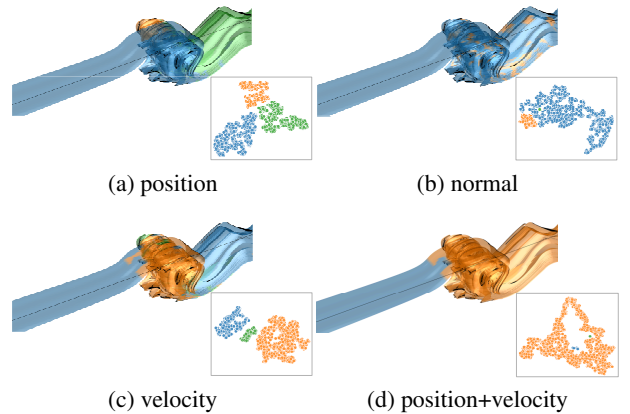 (a) position
(b) normal
(c) velocity
(d) position+velocity